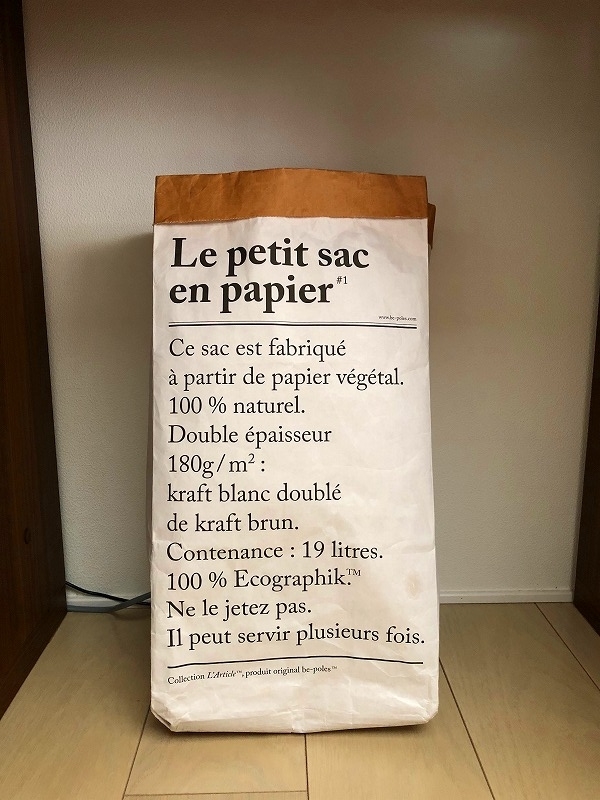 Le petit sac
en papier #1
www.be-poles.com
Ce sac est fabriqué
à partir de papier végétal.
100 % naturel.
Double épaisseur
180g/m² :
kraft blanc doublé
de kraft brun.
Contenance : 19 litres.
100 % Ecographik.™
Ne le jetez pas.
Il peut servir plusieurs fois.
Collection L'Article™, produit original be-poles™